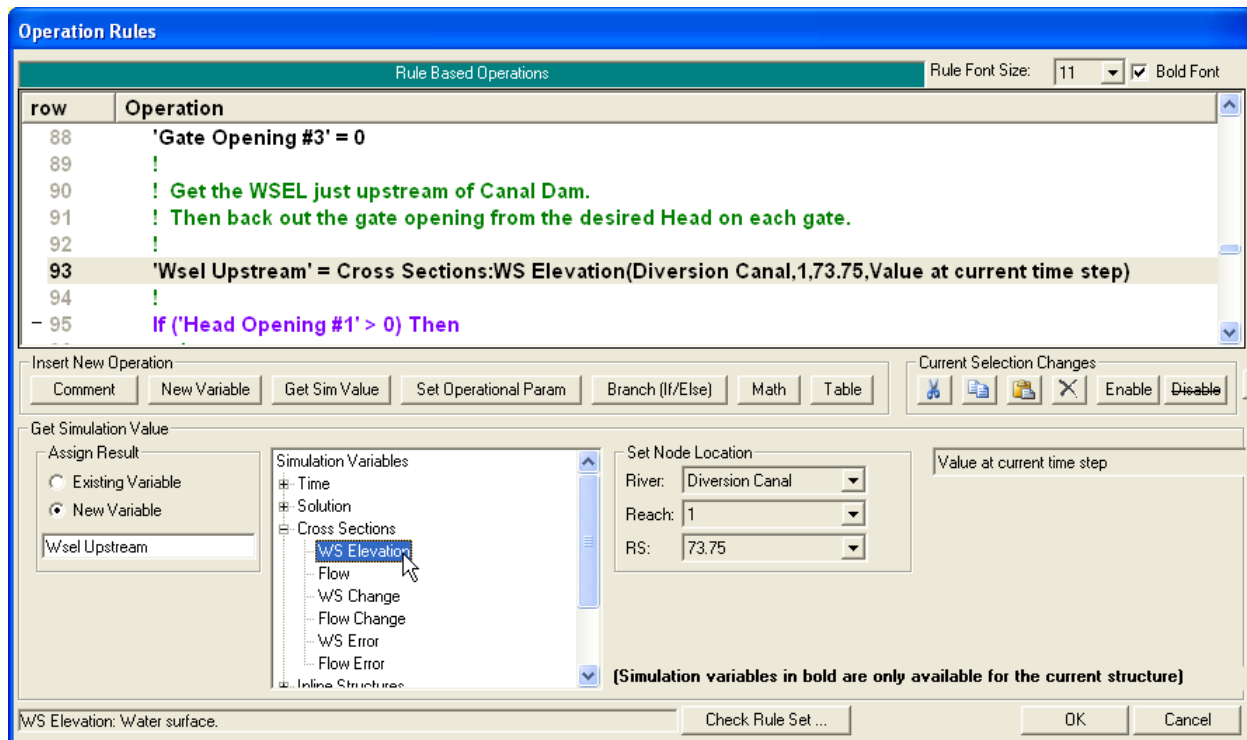 Operation Rules
Rule Based Operations
Rule Font Size: 11 Bold Font
row Operation
88 'Gate Opening #3' = 0
89 !
90 ! Get the WSEL just upstream of Canal Dam.
91 ! Then back out the gate opening from the desired Head on each gate.
92 !
93 'Wsel Upstream' = Cross Sections:WS Elevation(Diversion Canal,1,73.75,Value at current time step)
94 !
− 95 If ('Head Opening #1' > 0) Then
Insert New Operation
Comment New Variable Get Sim Value Set Operational Param Branch (If/Else) Math Table
Current Selection Changes
Enable Disable
Get Simulation Value
Assign Result
Existing Variable
New Variable
Wsel Upstream
Simulation Variables
Time
Solution
Cross Sections
WS Elevation
Flow
WS Change
Flow Change
WS Error
Flow Error
Inline Structures
Set Node Location
River: Diversion Canal
Reach: 1
RS: 73.75
Value at current time step
(Simulation variables in bold are only available for the current structure)
WS Elevation: Water surface.
Check Rule Set ...
OK Cancel